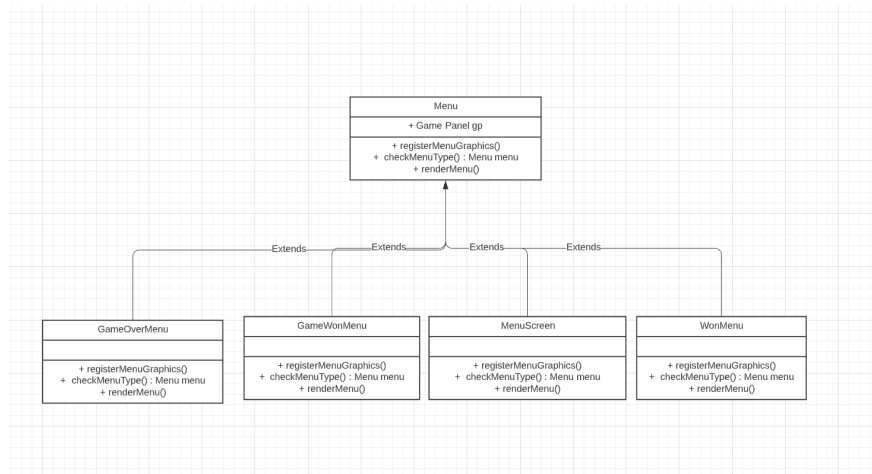 Menu
+ Game Panel gp
+ registerMenuGraphics()
+ checkMenuType() : Menu menu
+ renderMenu()
Extends
Extends
Extends
Extends
GameOverMenu
+ registerMenuGraphics()
+ checkMenuType() : Menu menu
+ renderMenu()
GameWonMenu
+ registerMenuGraphics()
+ checkMenuType() : Menu menu
+ renderMenu()
MenuScreen
+ registerMenuGraphics()
+ checkMenuType() : Menu menu
+ renderMenu()
WonMenu
+ registerMenuGraphics()
+ checkMenuType() : Menu menu
+ renderMenu()